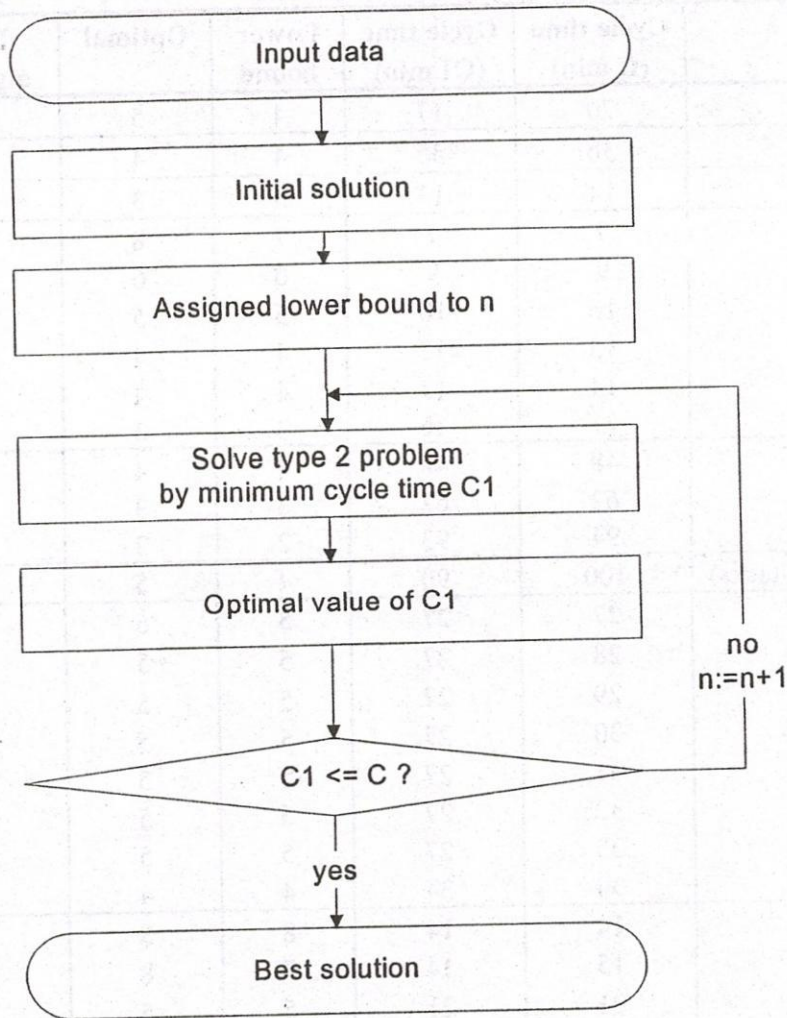 Input data
Initial solution
Assigned lower bound to n
Solve type 2 problem
by minimum cycle time C1
Optimal value of C1
no
n:=n+1
C1 <= C ?
yes
Best solution